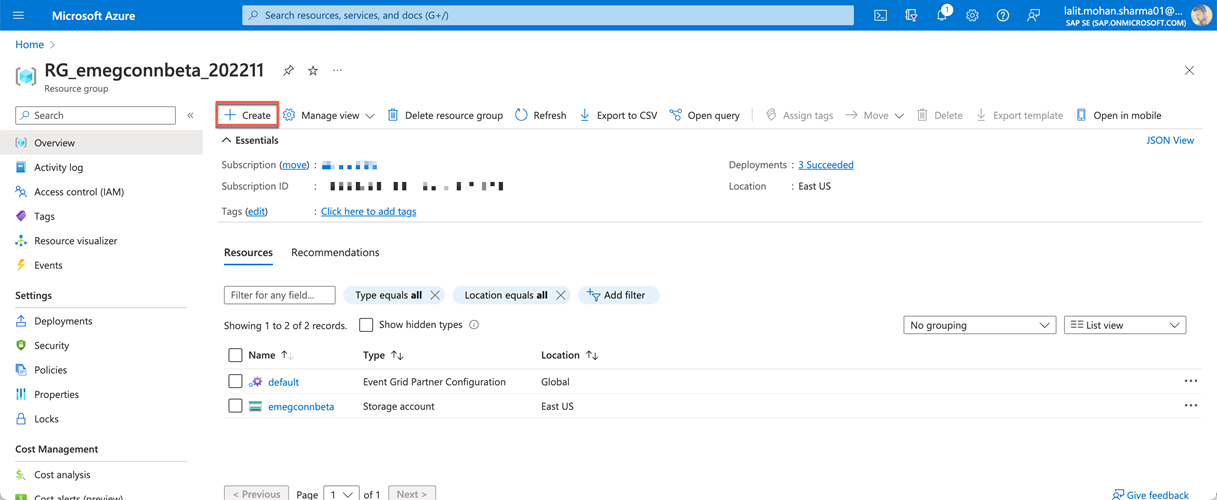 Microsoft Azure
Search resources, services, and docs (G+/)
1
lalit.mohan.sharma01@...
SAP SE (SAP.ONMICROSOFT.COM)
Home
RG_emegconnbeta_202211
Resource group
Search
Create
Manage view
Delete resource group
Refresh
Export to CSV
Open query
Assign tags
Move
Delete
Export template
Open in mobile
Overview
Activity log
Access control (IAM)
Tags
Resource visualizer
Events
Settings
Deployments
Security
Policies
Properties
Locks
Cost Management
Cost analysis
Cost alerts (preview)
Essentials
JSON View
Subscription (move) :
Deployments : 3 Succeeded
Subscription ID :
Location : East US
Tags (edit) : Click here to add tags
Resources Recommendations
Filter for any field...
Type equals all
Location equals all
Add filter
Showing 1 to 2 of 2 records.
Show hidden types
No grouping
List view
Name Type Location
default Event Grid Partner Configuration Global
emegconnbeta Storage account East US
< Previous Page 1 of 1 Next >
Give feedback